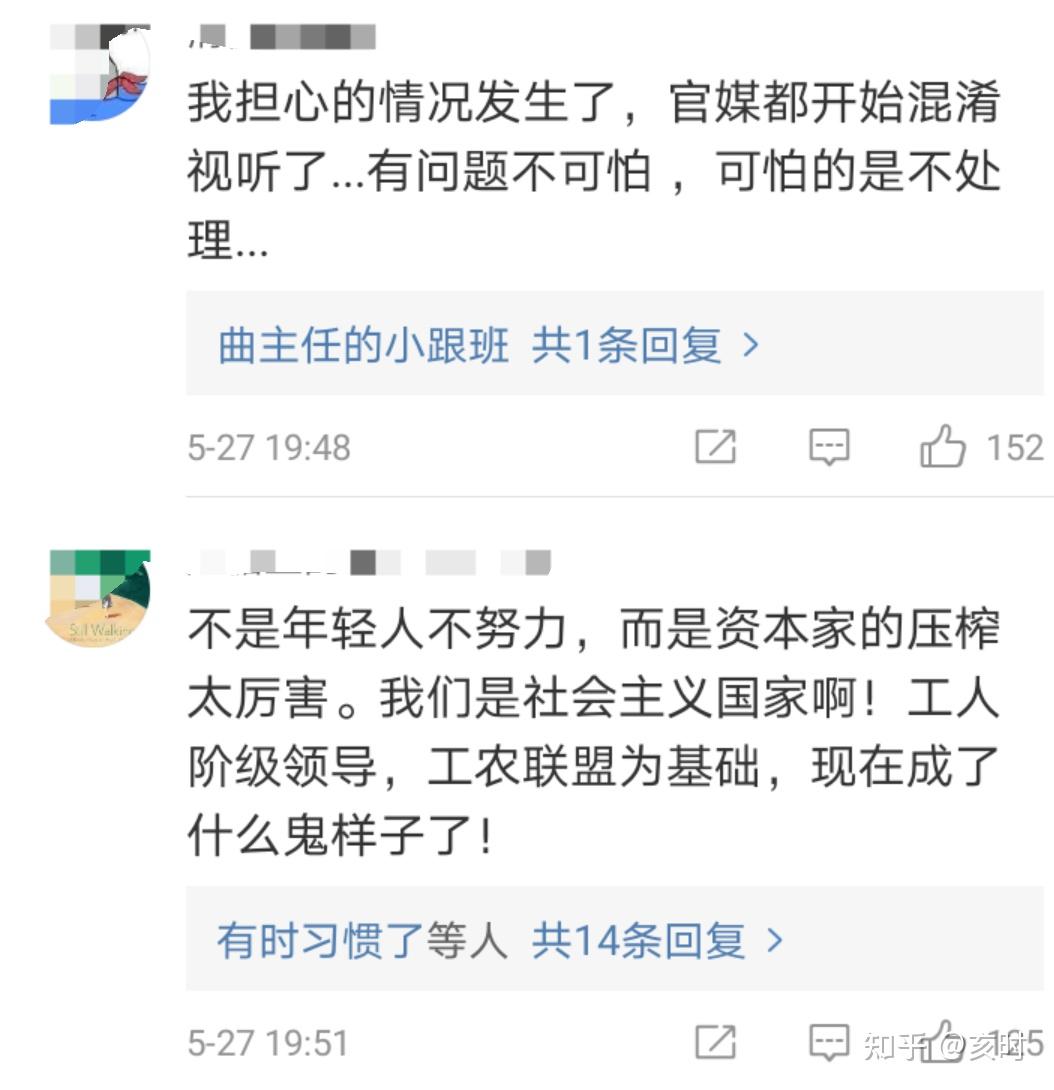 我担心的情况发生了，官媒都开始混淆
视听了...有问题不可怕，可怕的是不处
理...
曲主任的小跟班 共1条回复 >
5-27 19:48 152
Still Walking
不是年轻人不努力，而是资本家的压榨
太厉害。我们是社会主义国家啊！工人
阶级领导，工农联盟为基础，现在成了
什么鬼样子了！
有时习惯了等人 共14条回复 >
5-27 19:51
知乎 @亥时